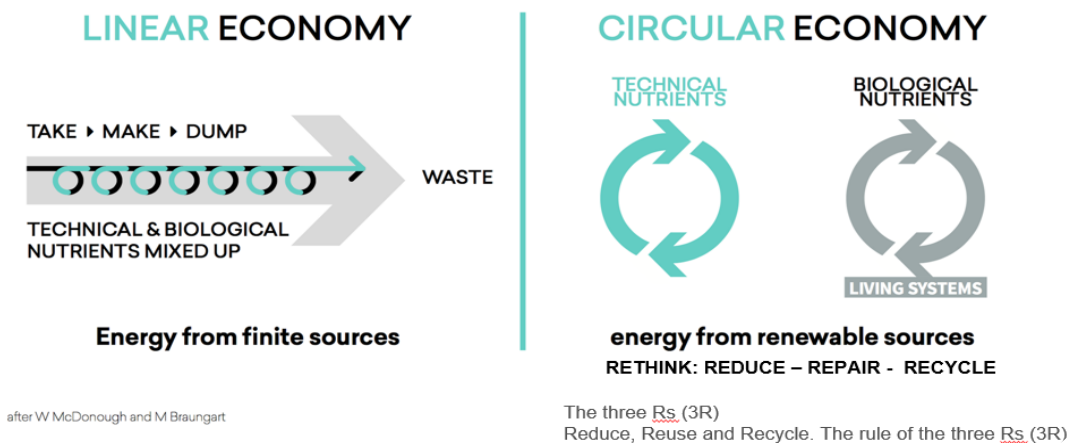 LINEAR ECONOMY
TAKE ▸ MAKE ▸ DUMP
WASTE
TECHNICAL & BIOLOGICAL
NUTRIENTS MIXED UP
Energy from finite sources
after W McDonough and M Braungart
CIRCULAR ECONOMY
TECHNICAL
NUTRIENTS
BIOLOGICAL
NUTRIENTS
LIVING SYSTEMS
energy from renewable sources
RETHINK: REDUCE – REPAIR - RECYCLE
The three Rs (3R)
Reduce, Reuse and Recycle. The rule of the three Rs (3R)